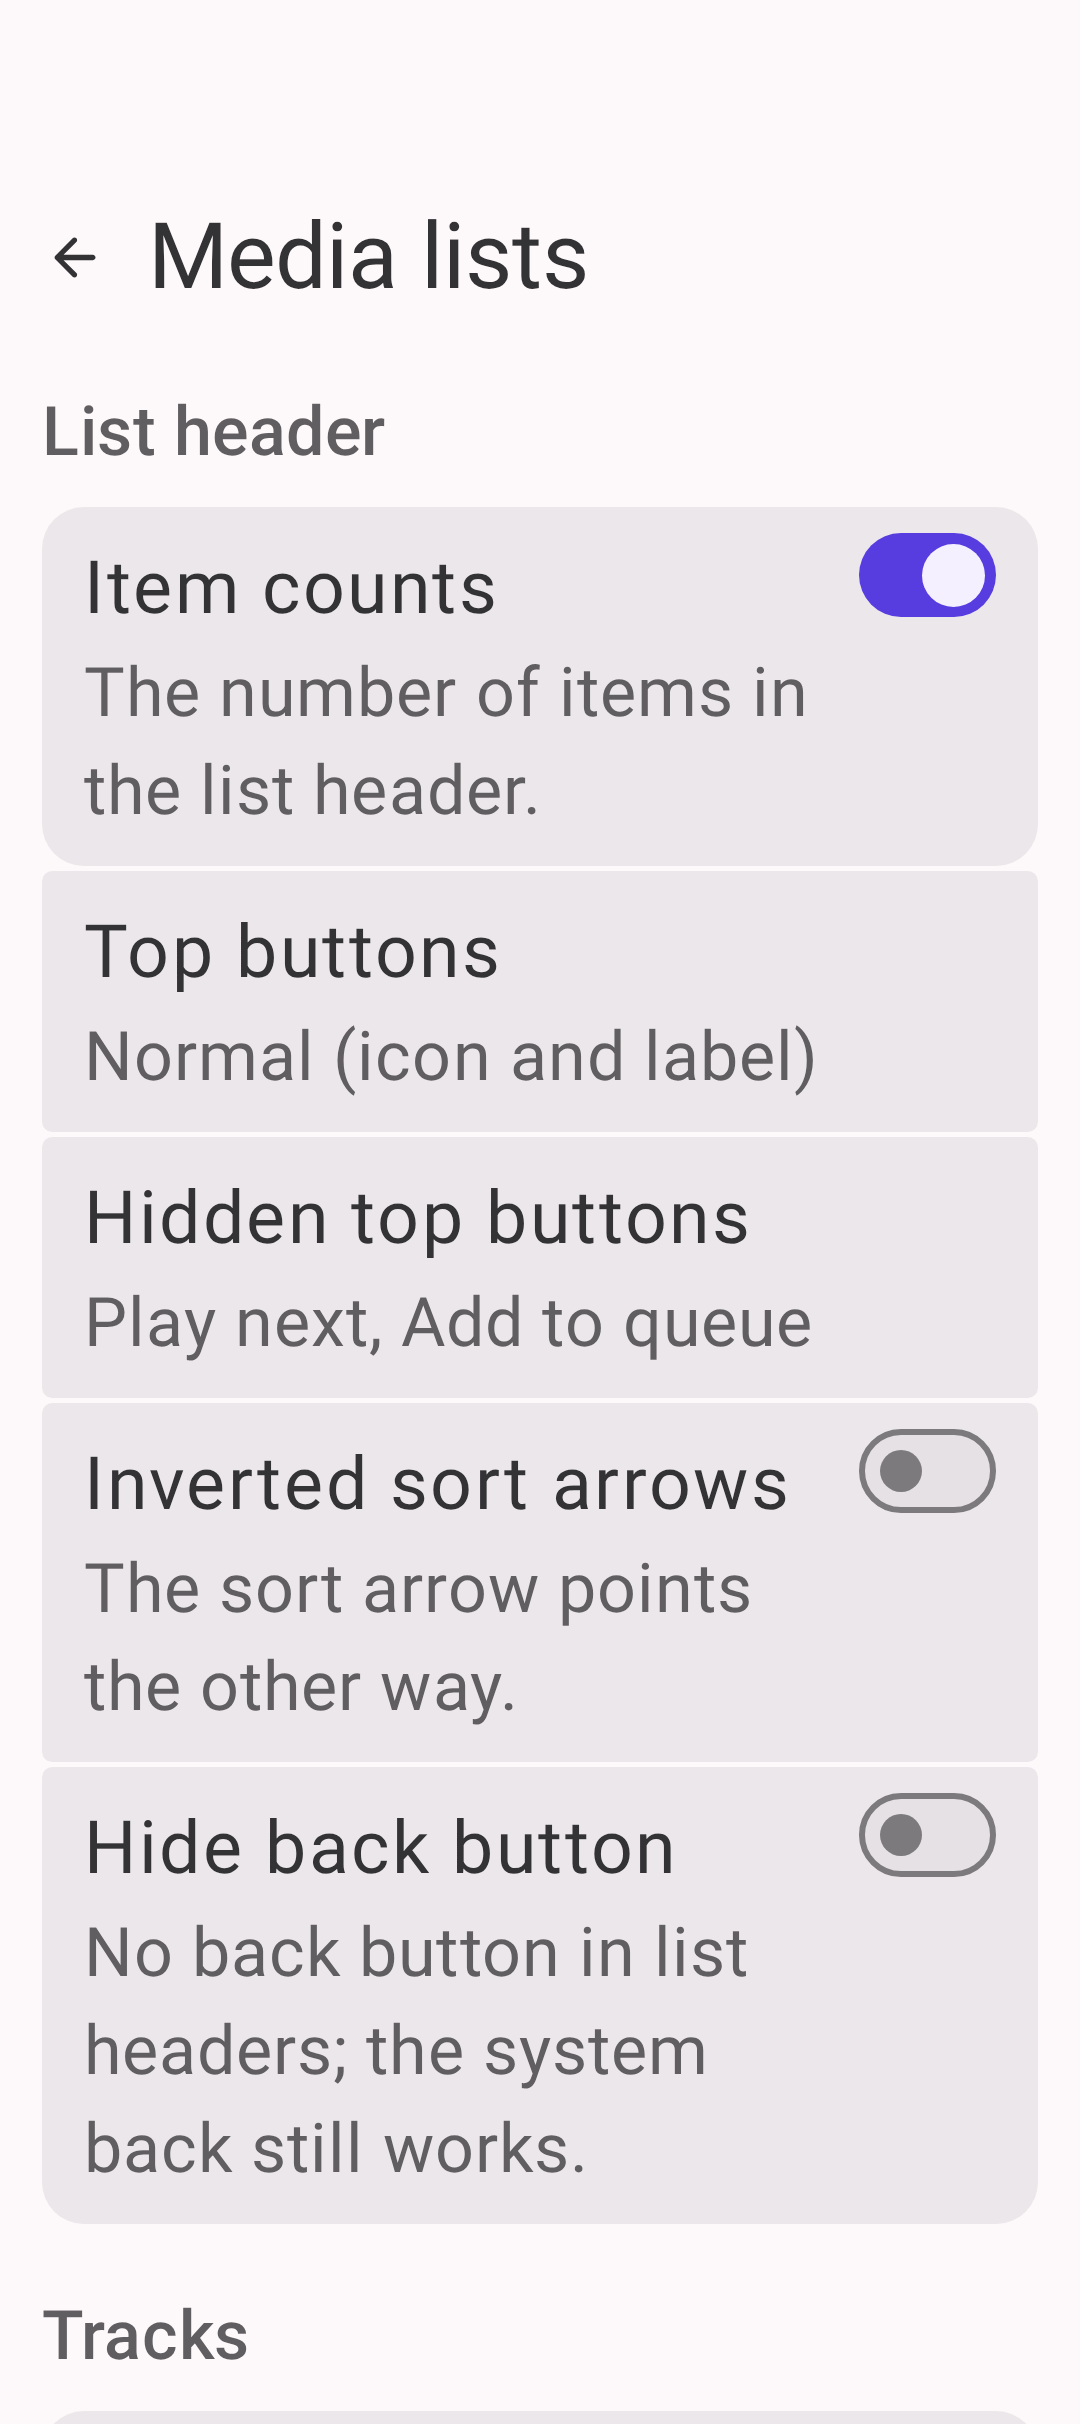 Media lists
List header
Item counts
The number of items in
the list header.
Top buttons
Normal (icon and label)
Hidden top buttons
Play next, Add to queue
Inverted sort arrows
The sort arrow points
the other way.
Hide back button
No back button in list
headers; the system
back still works.
Tracks